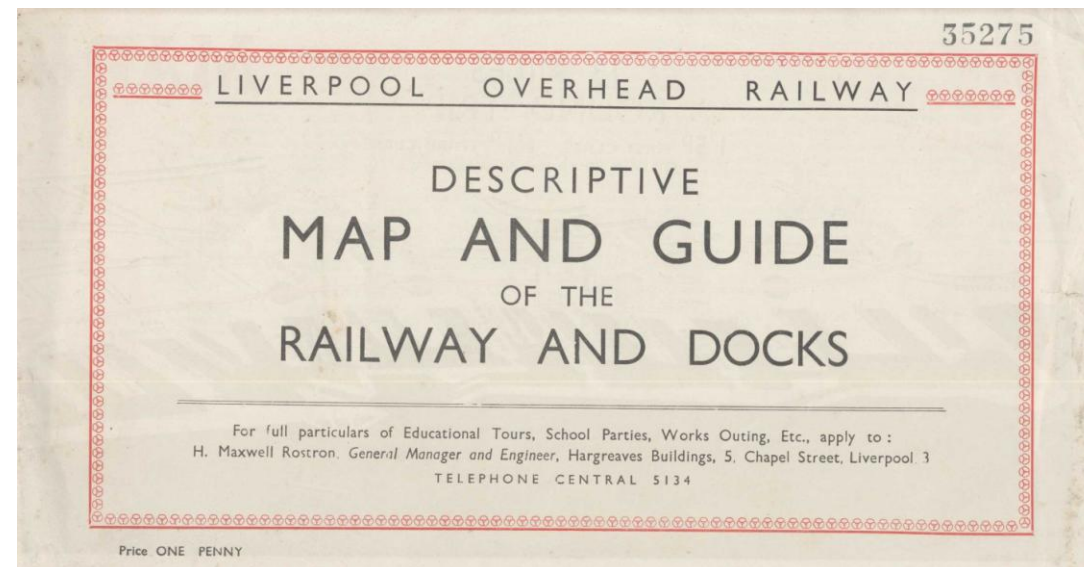 35275
LIVERPOOL OVERHEAD RAILWAY
DESCRIPTIVE
MAP AND GUIDE
OF THE
RAILWAY AND DOCKS
For full particulars of Educational Tours, School Parties, Works Outing, Etc., apply to :
H. Maxwell Rostron, General Manager and Engineer, Hargreaves Buildings, 5, Chapel Street, Liverpool 3
TELEPHONE CENTRAL 5134
Price ONE PENNY